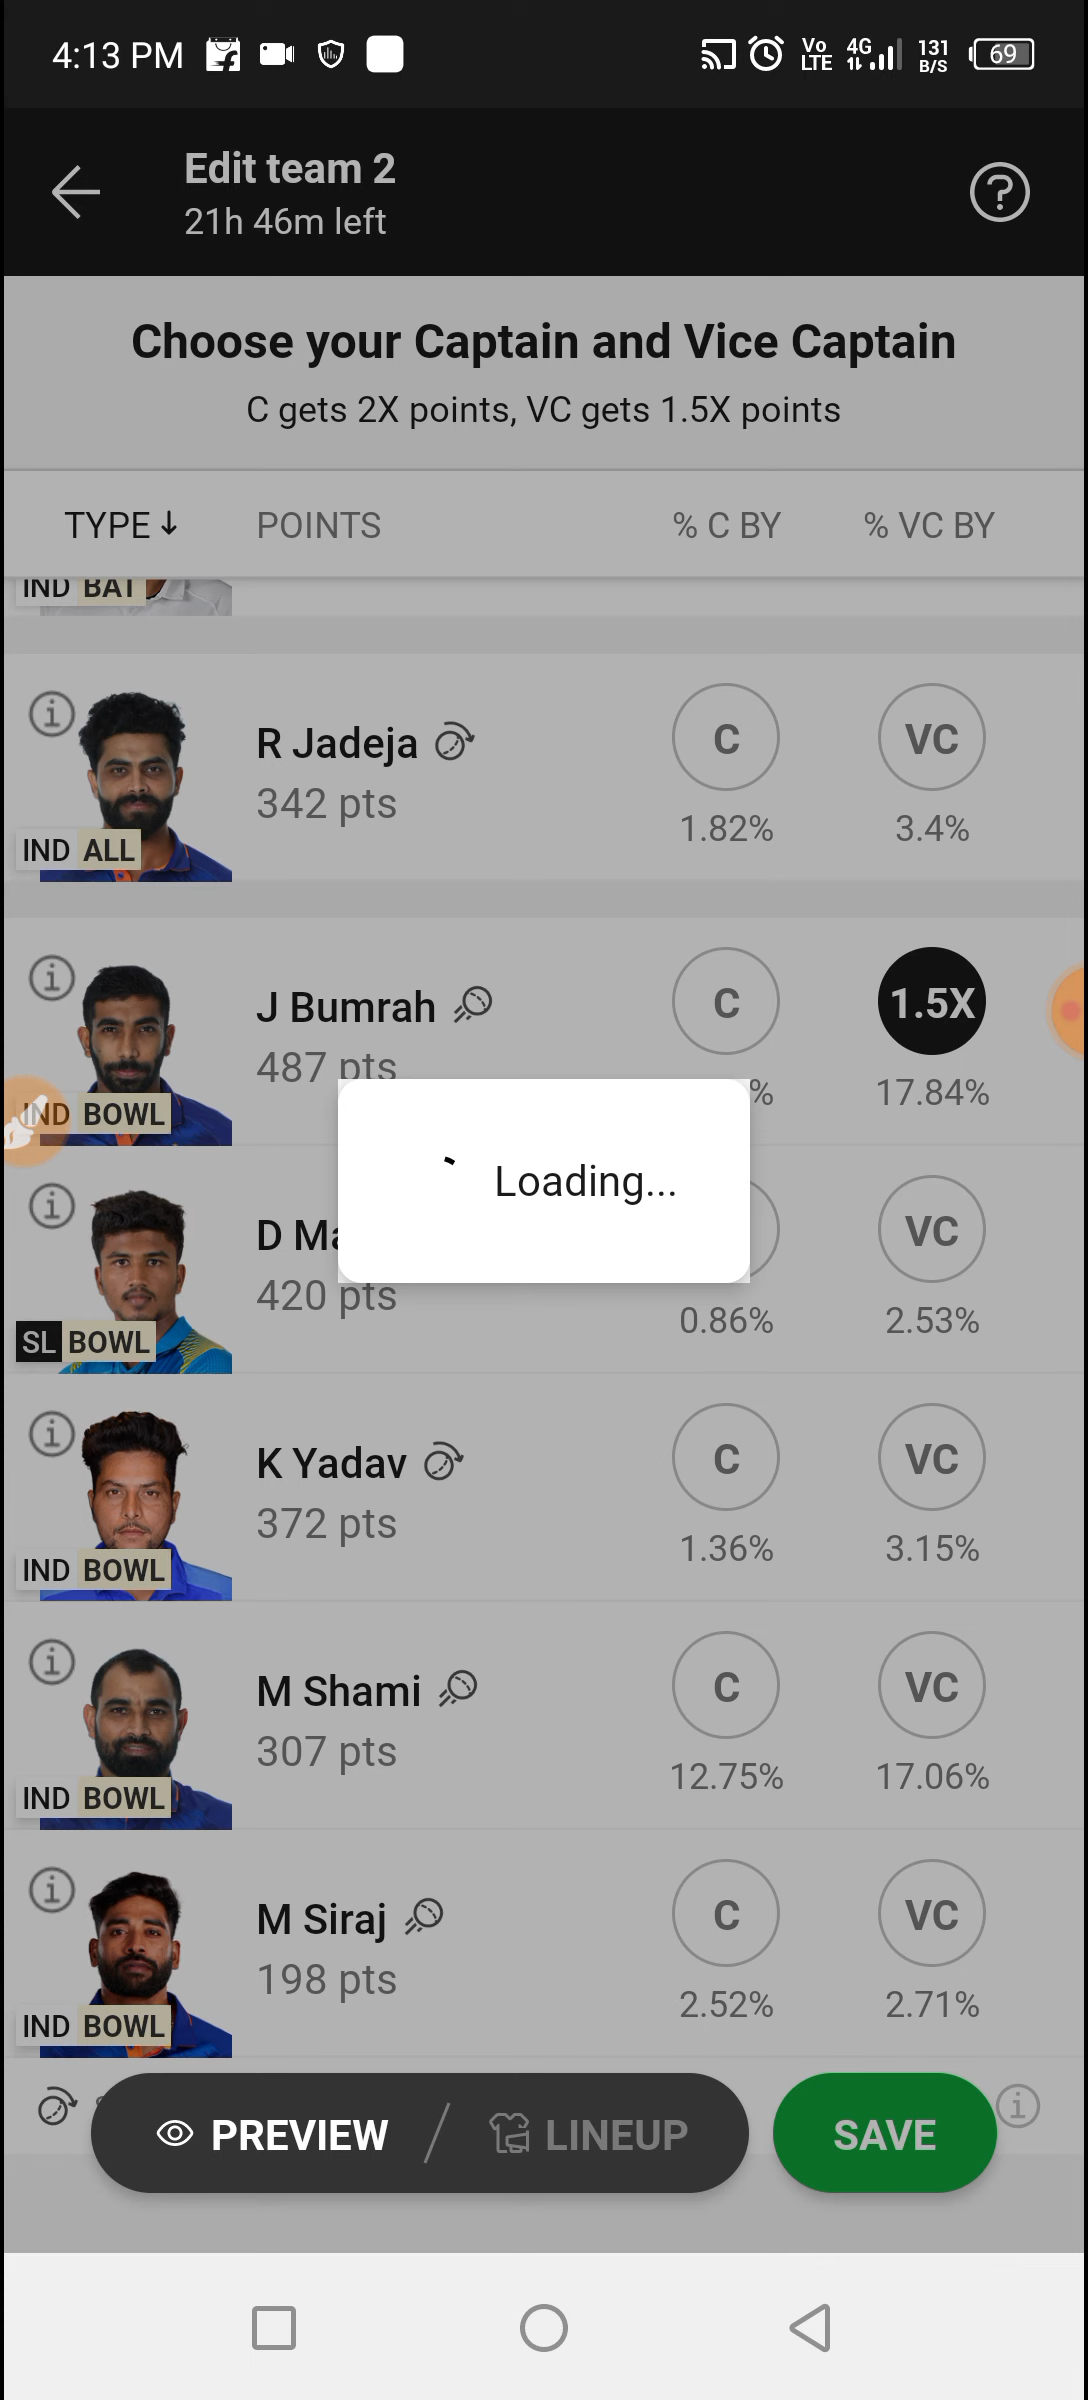 4:13 PM
Vo LTE 4G 131 B/S 69
Edit team 2
21h 46m left
Choose your Captain and Vice Captain
C gets 2X points, VC gets 1.5X points
TYPE POINTS % C BY % VC BY
IND BAT
R Jadeja
342 pts
C VC
1.82% 3.4%
IND ALL
J Bumrah
487 pts
C 1.5X
% 17.84%
IND BOWL
Loading...
D Ma
420 pts
VC
0.86% 2.53%
SL BOWL
K Yadav
372 pts
C VC
1.36% 3.15%
IND BOWL
M Shami
307 pts
C VC
12.75% 17.06%
IND BOWL
M Siraj
198 pts
C VC
2.52% 2.71%
IND BOWL
PREVIEW LINEUP SAVE